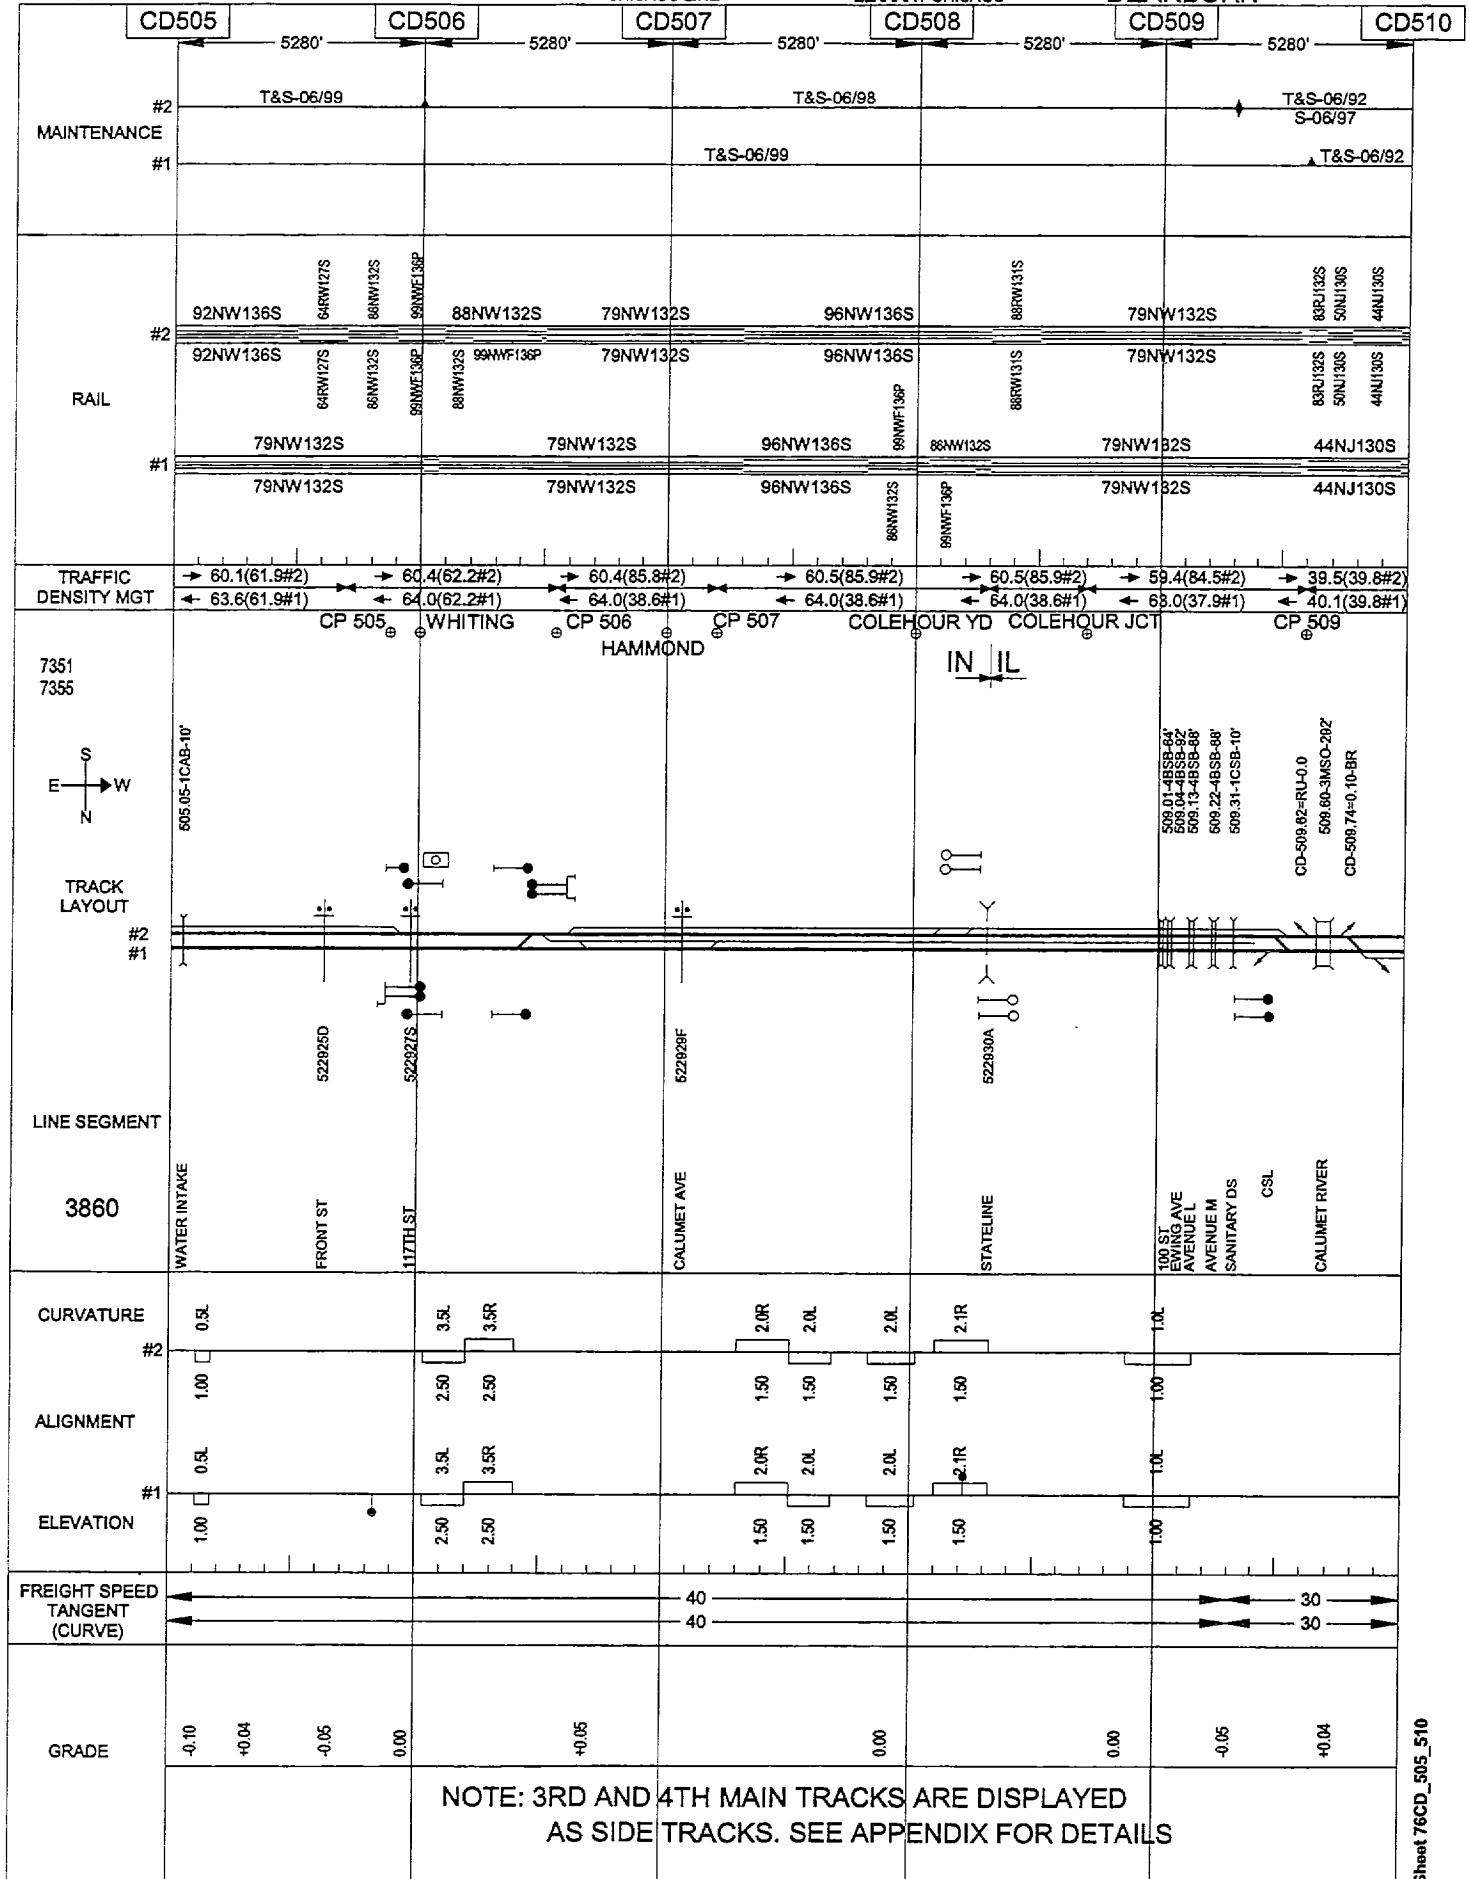 CD505 CD506 CD507 CD508 CD509 CD510
5280' 5280' 5280' 5280' 5280'
MAINTENANCE
#2 T&S-06/99 T&S-06/98 T&S-06/92
S-06/97
#1 T&S-06/99 T&S-06/92
RAIL
64RW127S 88NW132S 99NWF136P 88RW131S 83RJ132S 50NJ130S 44NJ130S
92NW136S 88NW132S 79NW132S 96NW136S 79NW132S
#2
92NW136S 99NWF136P 79NW132S 96NW136S 79NW132S
64RW127S 88NW132S 99NWF136P 88NW132S 88RW131S 83RJ132S 50NJ130S 44NJ130S
99NWF136P
79NW132S 79NW132S 96NW136S 86NW132S 79NW132S 44NJ130S
#1
79NW132S 79NW132S 96NW136S 79NW132S 44NJ130S
86NW132S 99NWF136P
TRAFFIC
DENSITY MGT
→ 60.1(61.9#2) → 60.4(62.2#2) → 60.4(85.8#2) → 60.5(85.9#2) → 60.5(85.9#2) → 59.4(84.5#2) → 39.5(39.8#2)
← 63.6(61.9#1) ← 64.0(62.2#1) ← 64.0(38.6#1) ← 64.0(38.6#1) ← 64.0(38.6#1) ← 63.0(37.9#1) ← 40.1(39.8#1)
CP 505 WHITING CP 506 CP 507 COLEHOUR YD COLEHOUR JCT CP 509
HAMMOND
IN IL
7351
7355
S
E W
N
505.05-1CAB-10'
509.01-4BSB-64'
509.04-4BSB-92'
509.13-4BSB-88'
509.22-4BSB-88'
509.31-1CSB-10'
CD-509.62=RU-0.0
509.60-3MSO-292'
CD-509.74=0.10-BR
TRACK
LAYOUT
#2
#1
522925D 522927S 522929F 522930A
LINE SEGMENT
3860
WATER INTAKE
FRONT ST
117TH ST
CALUMET AVE
STATELINE
100 ST
EWING AVE
AVENUE L
AVENUE M
SANITARY DS
CSL
CALUMET RIVER
CURVATURE
0.5L 3.5L 3.5R 2.0R 2.0L 2.0L 2.1R 1.0L
#2
1.00 2.50 2.50 1.50 1.50 1.50 1.50 1.00
ALIGNMENT
0.5L 3.5L 3.5R 2.0R 2.0L 2.0L 2.1R 1.0L
#1
ELEVATION
1.00 2.50 2.50 1.50 1.50 1.50 1.50 1.00
FREIGHT SPEED
TANGENT
(CURVE)
40 30
40 30
GRADE
-0.10 +0.04 -0.05 0.00 +0.05 0.00 0.00 -0.05 +0.04
NOTE: 3RD AND 4TH MAIN TRACKS ARE DISPLAYED
AS SIDE TRACKS. SEE APPENDIX FOR DETAILS
Sheet 76CD_505_510